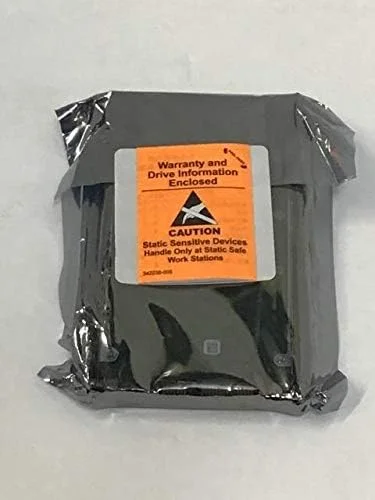 Warranty and
Drive Information
Enclosed
CAUTION
Static Sensitive Devices
Handle Only at Static Safe
Work Stations